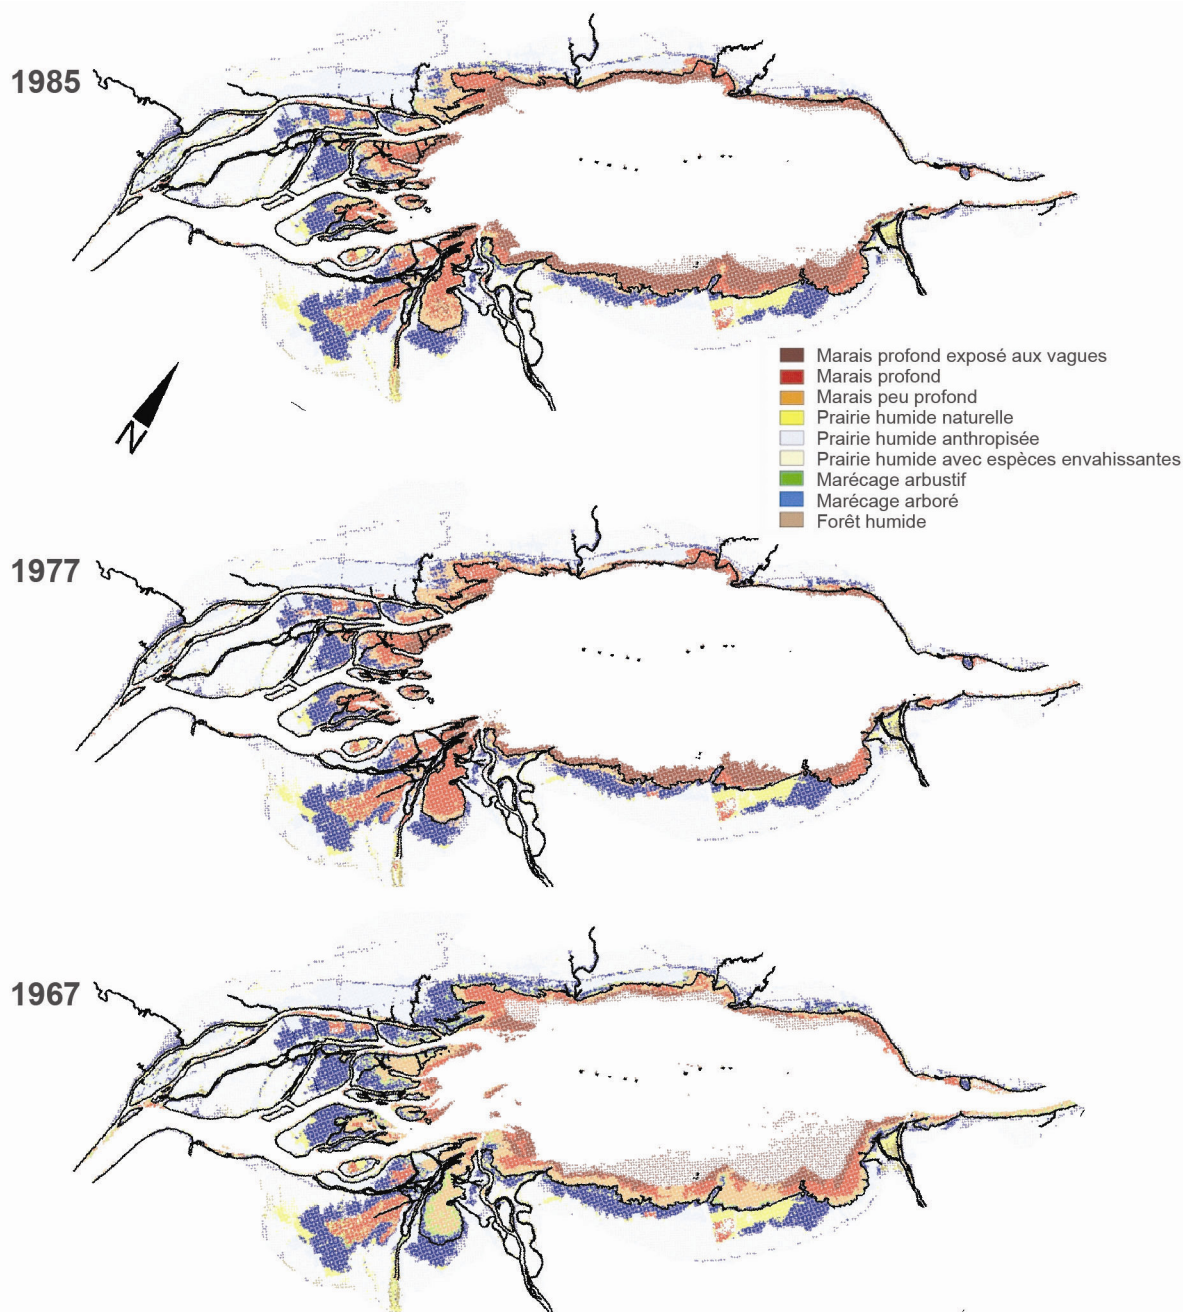 1985
Marais profond exposé aux vagues
Marais profond
Marais peu profond
Prairie humide naturelle
Prairie humide anthropisée
Prairie humide avec espèces envahissantes
Marécage arbustif
Marécage arboré
Forêt humide
N
1977
1967